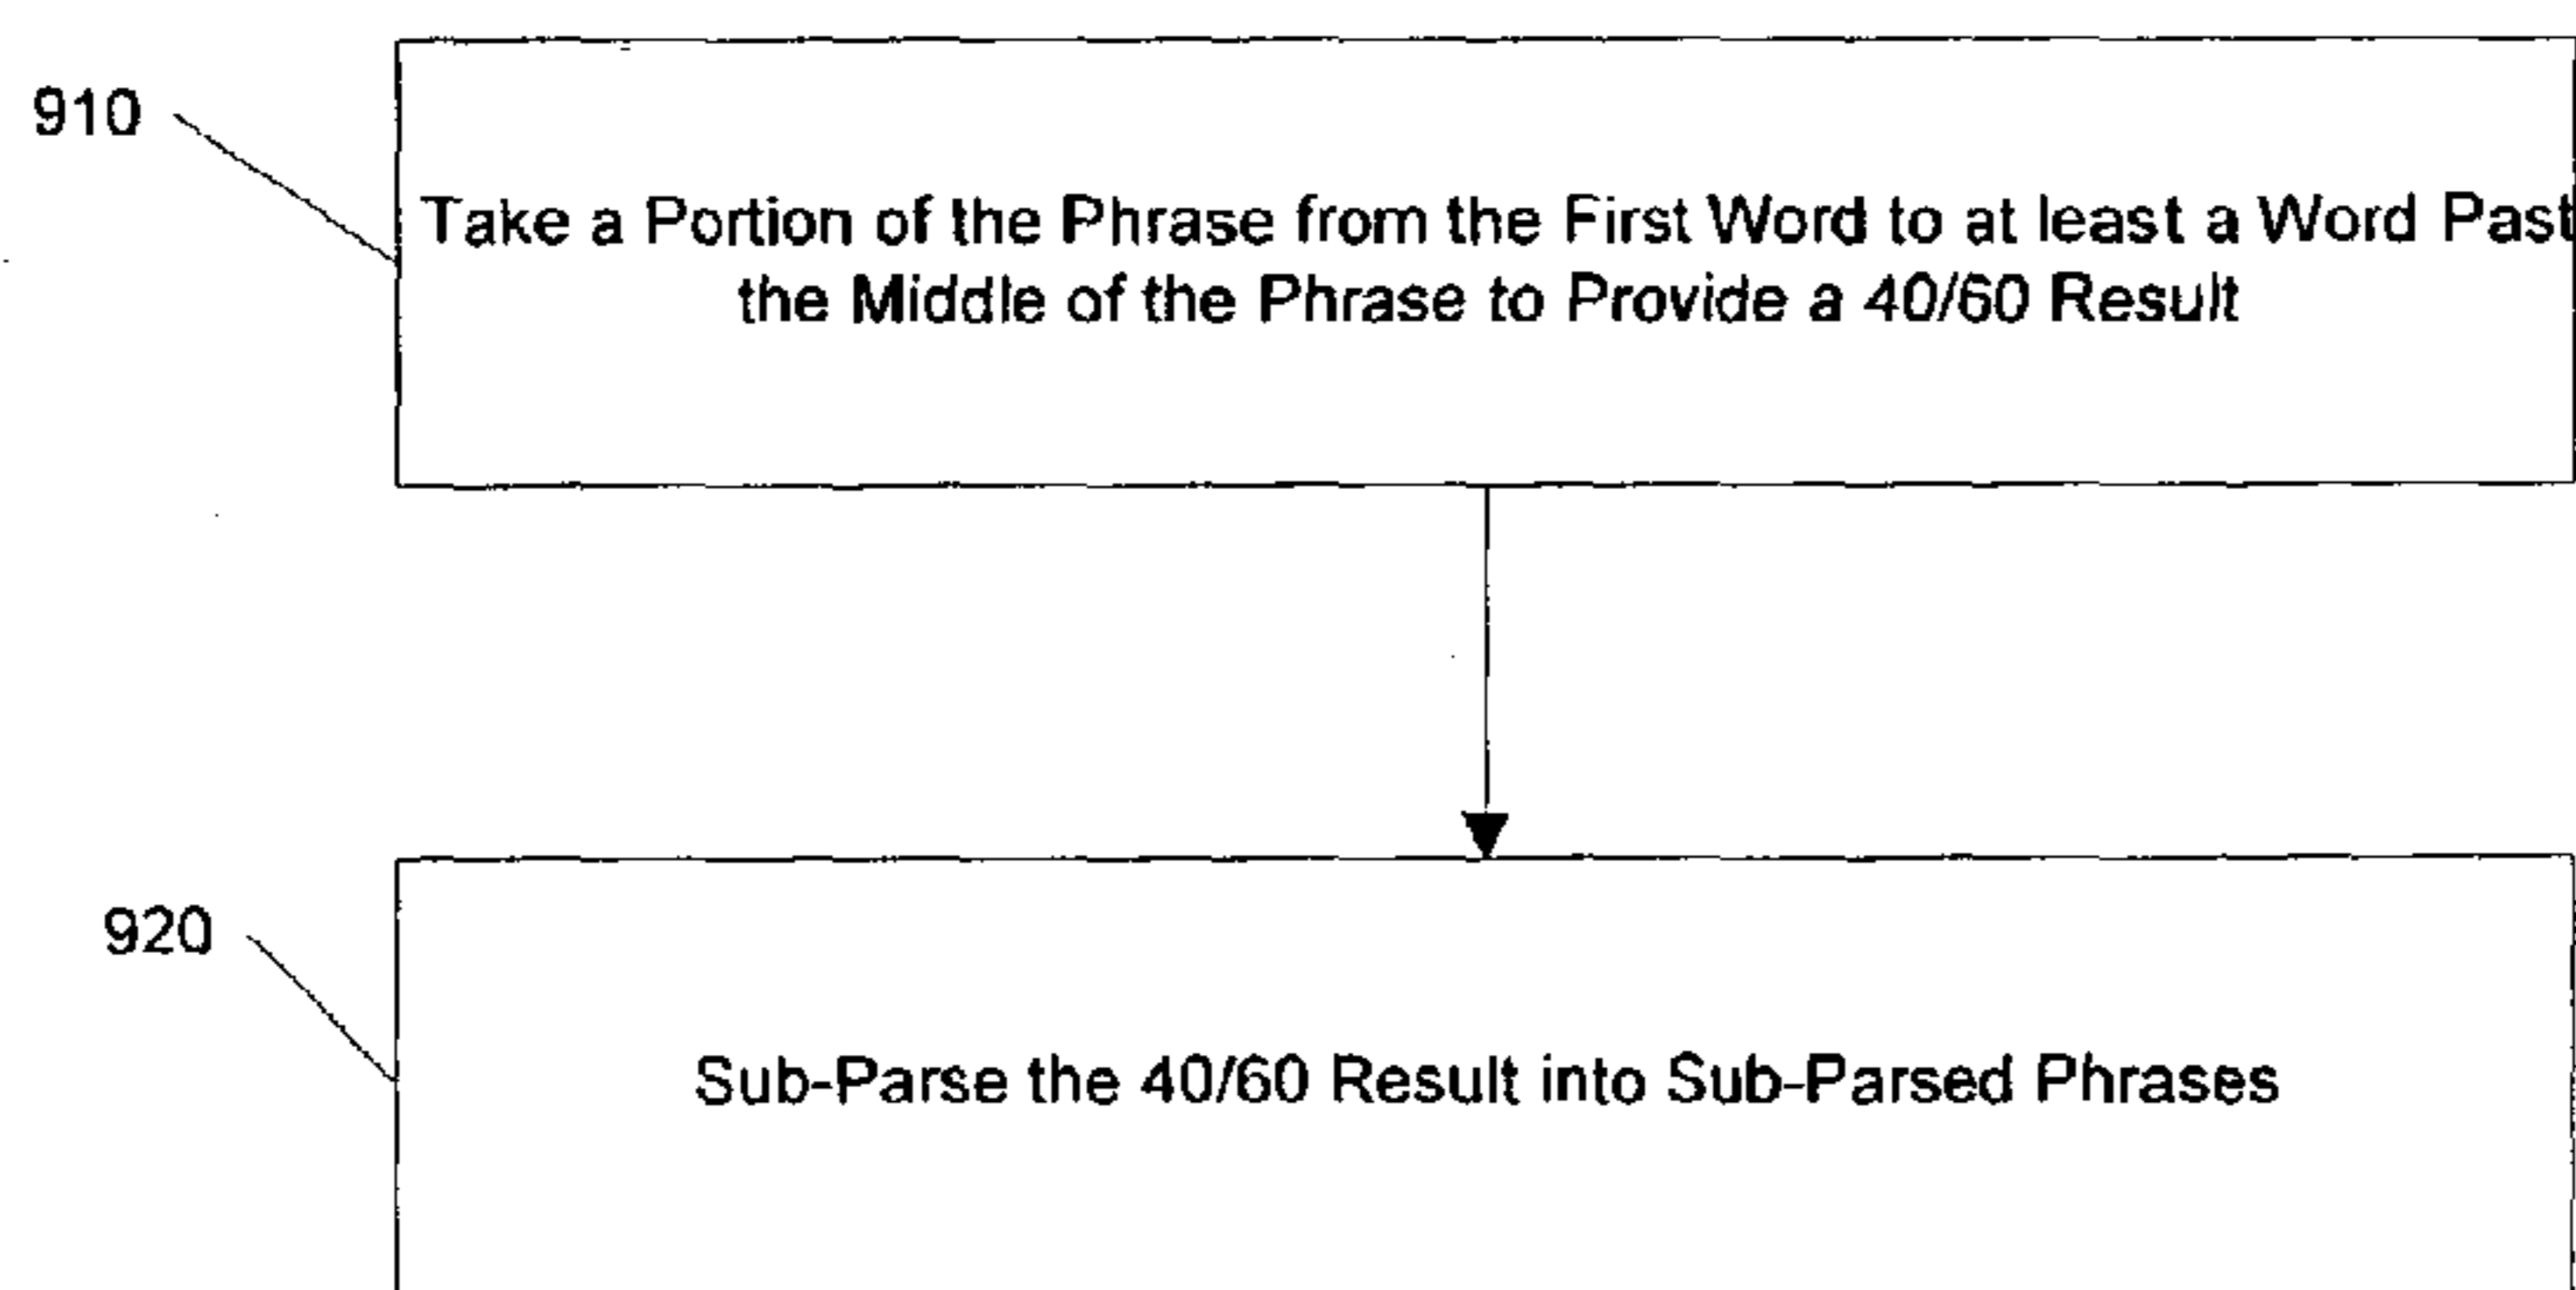 910
Take a Portion of the Phrase from the First Word to at least a Word Past
the Middle of the Phrase to Provide a 40/60 Result
920
Sub-Parse the 40/60 Result into Sub-Parsed Phrases